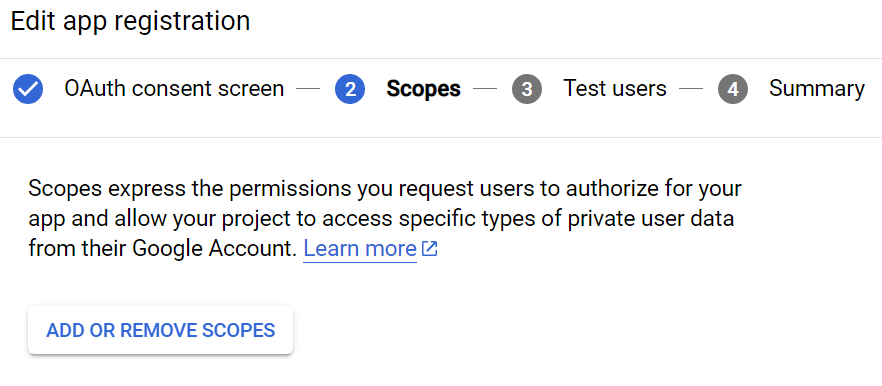 Edit app registration
OAuth consent screen — 2 Scopes — 3 Test users — 4 Summary
Scopes express the permissions you request users to authorize for your
app and allow your project to access specific types of private user data
from their Google Account. Learn more
ADD OR REMOVE SCOPES